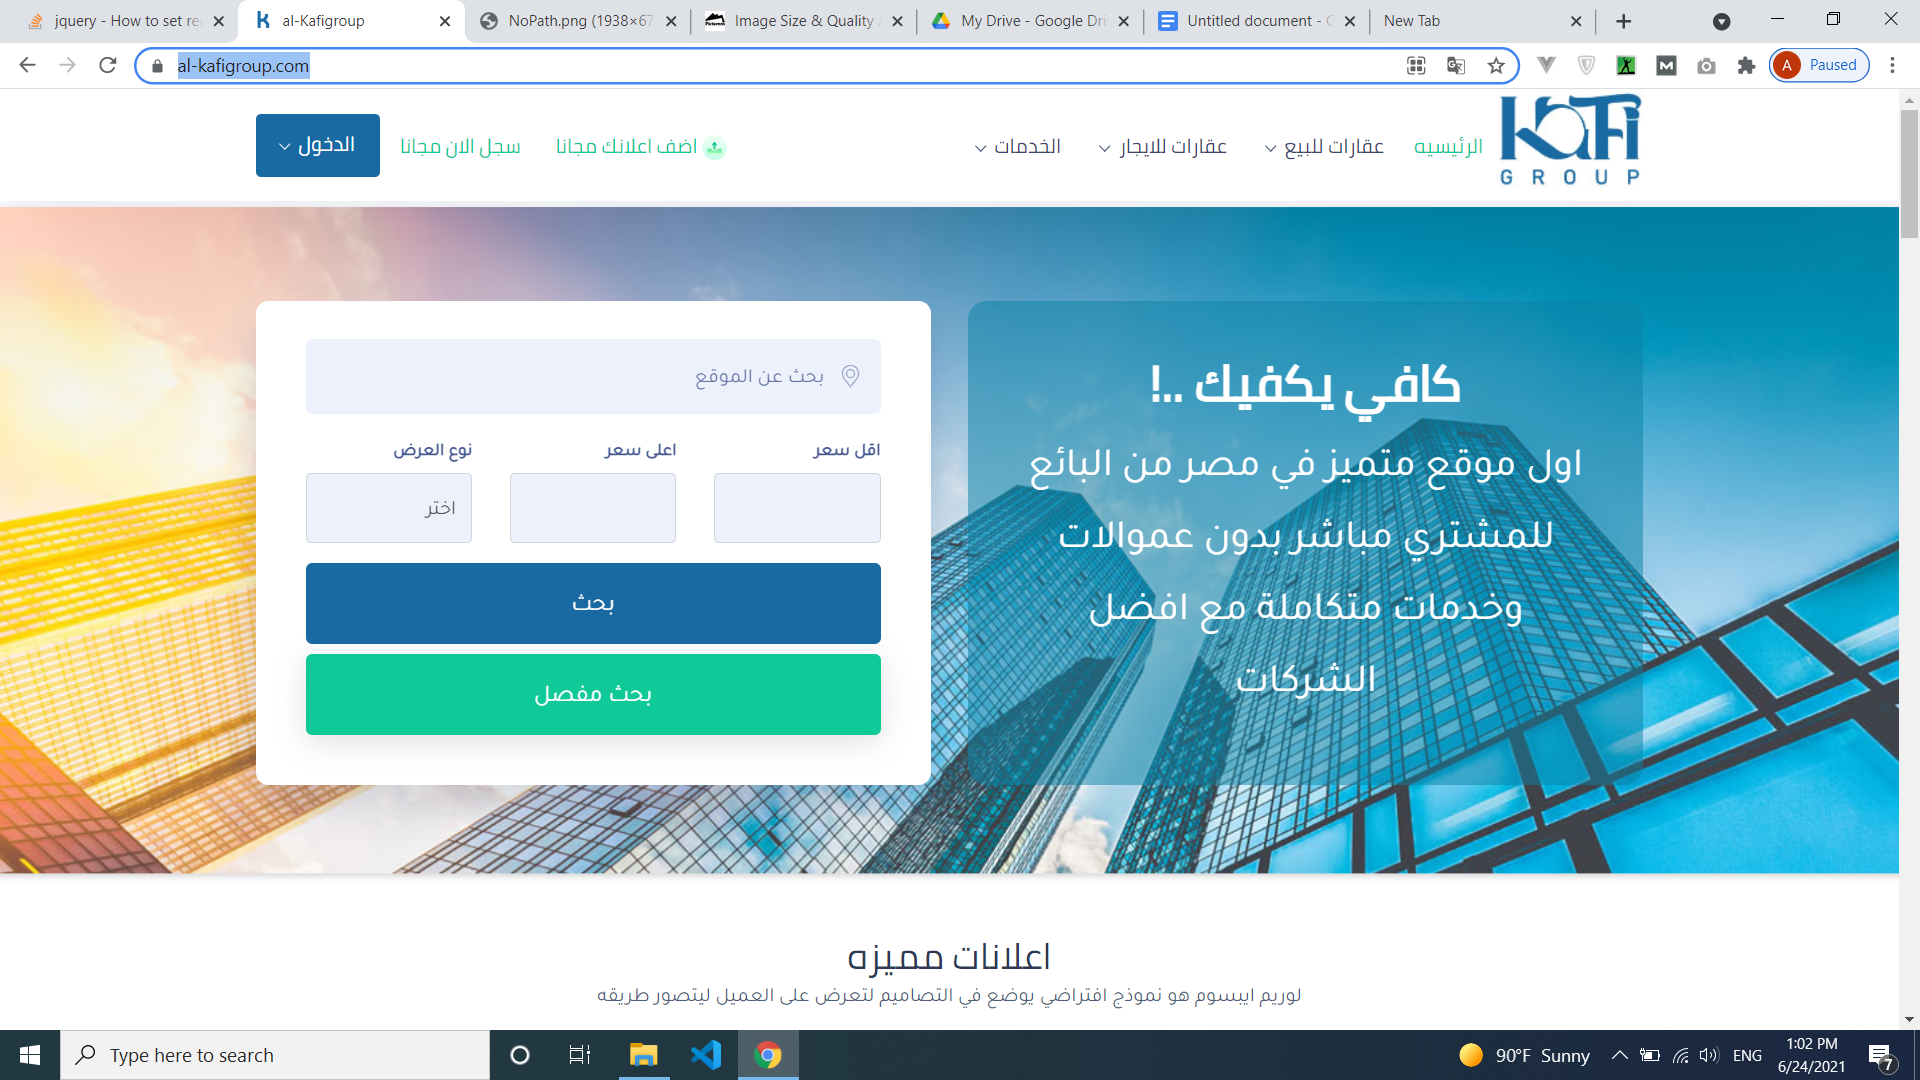 jquery - How to set re
al-Kafigroup
NoPath.png (1938×67
Image Size & Quality
My Drive - Google Dri
Untitled document - G
New Tab
al-kafigroup.com
A Paused
KaFi
GROUP
الرئيسيه
عقارات للبيع
عقارات للايجار
الخدمات
اضف اعلانك مجانا
سجل الان مجانا
الدخول
كافي يكفيك ..!
اول موقع متميز في مصر من البائع
للمشتري مباشر بدون عموالات
وخدمات متكاملة مع افضل
الشركات
بحث عن الموقع
اقل سعر
اعلى سعر
نوع العرض
اختر
بحث
بحث مفصل
اعلانات مميزه
لوريم ايبسوم هو نموذج افتراضي يوضع في التصاميم لتعرض على العميل ليتصور طريقه
Type here to search
90°F Sunny
ENG
1:02 PM
6/24/2021
7